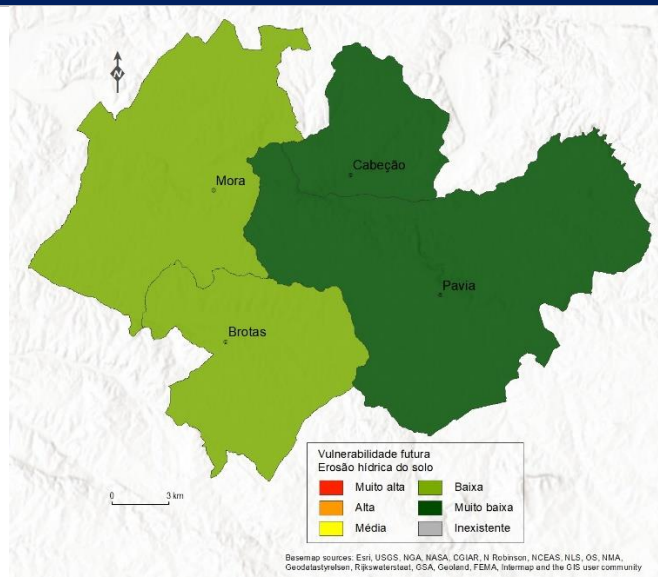 N
Cabeção
Mora
Pavia
Brotas
Vulnerabilidade futura
Erosão hídrica do solo
Muito alta
Baixa
Alta
Muito baixa
Média
Inexistente
0 3 km
Basemap sources: Esri, USGS, NGA, NASA, CGIAR, N Robinson, NCEAS, NLS, OS, NMA,
Geodatastyrelsen, Rijkswaterstaat, GSA, Geoland, FEMA, Intermap and the GIS user community